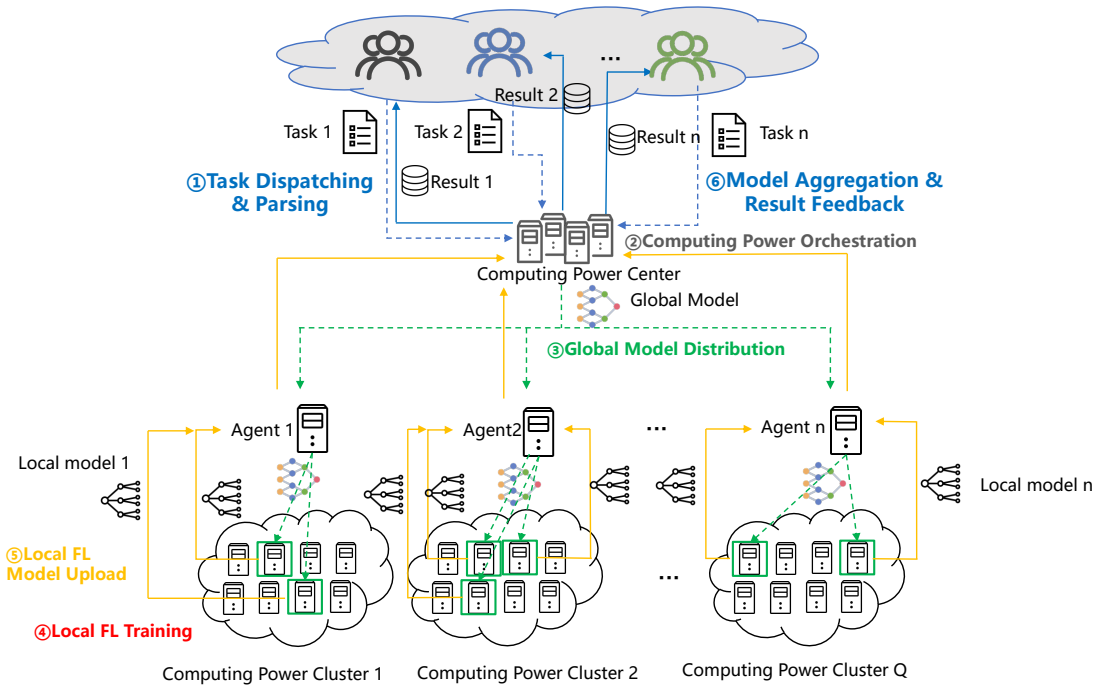 ...
Result 2
Task 1
Task 2
Result n
Task n
①Task Dispatching
& Parsing
Result 1
⑥Model Aggregation &
Result Feedback
②Computing Power Orchestration
Computing Power Center
Global Model
③Global Model Distribution
Agent 1
Agent2
...
Agent n
Local model 1
Local model n
⑤Local FL
Model Upload
...
④Local FL Training
Computing Power Cluster 1
Computing Power Cluster 2
Computing Power Cluster Q